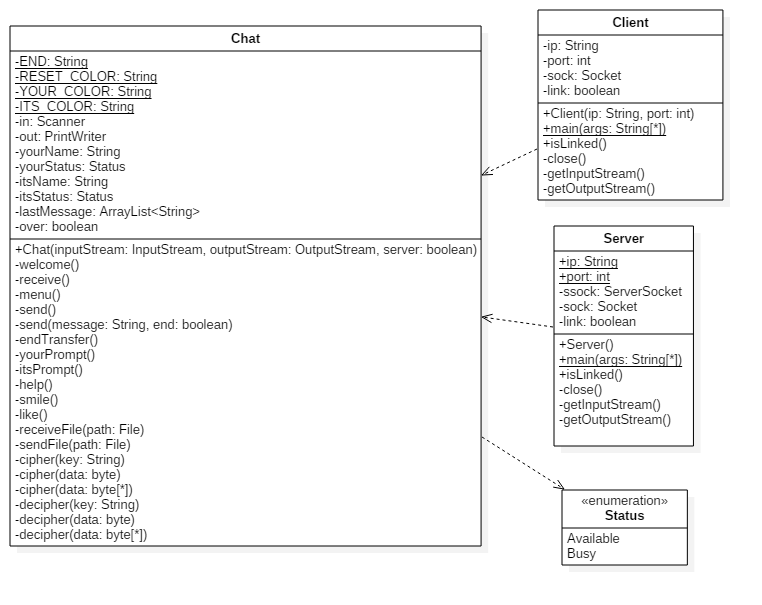 Chat
-END: String
-RESET_COLOR: String
-YOUR_COLOR: String
-ITS_COLOR: String
-in: Scanner
-out: PrintWriter
-yourName: String
-yourStatus: Status
-itsName: String
-itsStatus: Status
-lastMessage: ArrayList<String>
-over: boolean
+Chat(inputStream: InputStream, outputStream: OutputStream, server: boolean)
-welcome()
-receive()
-menu()
-send()
-send(message: String, end: boolean)
-endTransfer()
-yourPrompt()
-itsPrompt()
-help()
-smile()
-like()
-receiveFile(path: File)
-sendFile(path: File)
-cipher(key: String)
-cipher(data: byte)
-cipher(data: byte[*])
-decipher(key: String)
-decipher(data: byte)
-decipher(data: byte[*])
Client
-ip: String
-port: int
-sock: Socket
-link: boolean
+Client(ip: String, port: int)
+main(args: String[*])
+isLinked()
-close()
-getInputStream()
-getOutputStream()
Server
+ip: String
+port: int
-ssock: ServerSocket
-sock: Socket
-link: boolean
+Server()
+main(args: String[*])
+isLinked()
-close()
-getInputStream()
-getOutputStream()
«enumeration»
Status
Available
Busy